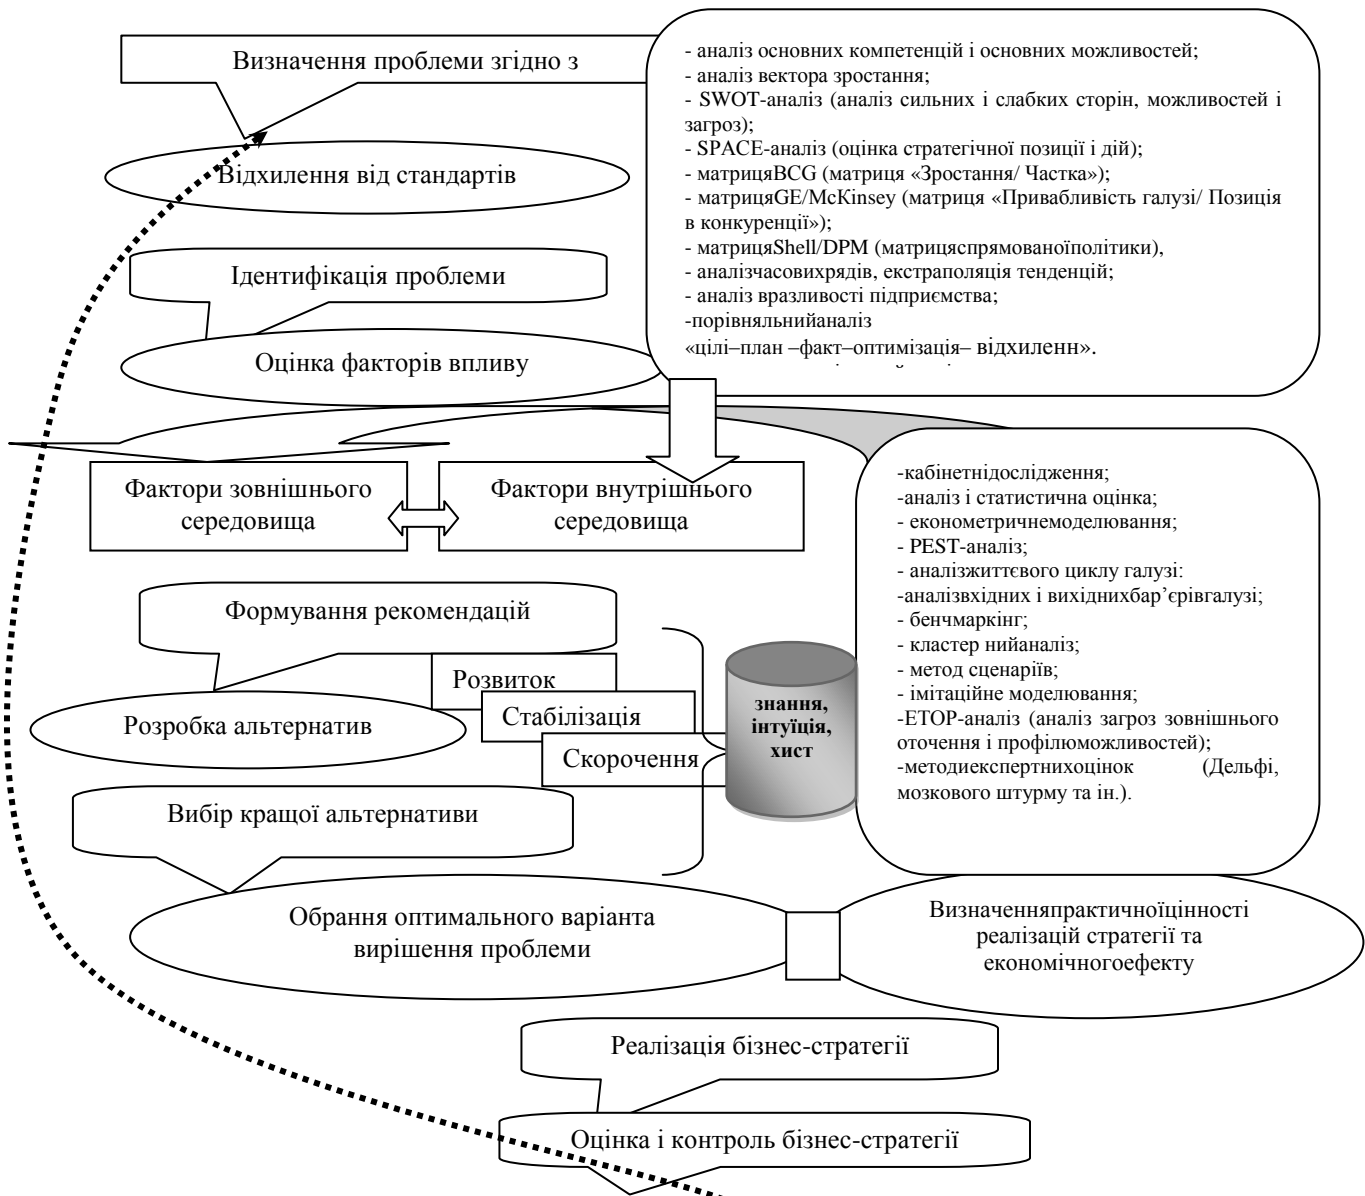 Визначення проблеми згідно з
Відхилення від стандартів
Ідентифікація проблеми
Оцінка факторів впливу
- аналіз основних компетенцій і основних можливостей;
- аналіз вектора зростання;
- SWOT-аналіз (аналіз сильних і слабких сторін, можливостей і
загроз);
- SPACE-аналіз (оцінка стратегічної позиції і дій);
- матрицяBCG (матриця «Зростання/ Частка»);
- матрицяGE/McKinsey (матриця «Привабливість галузі/ Позиція
в конкуренції»);
- матрицяShell/DPM (матрицяспрямованоїполітики),
- аналізчасовихрядів, екстраполяція тенденцій;
- аналіз вразливості підприємства;
-порівняльнийаналіз
«цілі–план –факт–оптимізація– відхиленн».
Фактори зовнішнього
середовища
Фактори внутрішнього
середовища
-кабінетнідослідження;
-аналіз і статистична оцінка;
- економетричнемоделювання;
- PEST-аналіз;
- аналізжиттєвого циклу галузі:
-аналізвхідних і вихіднихбар’єрівгалузі;
- бенчмаркінг;
- кластер нийаналіз;
- метод сценаріїв;
- імітаційне моделювання;
-ETOP-аналіз (аналіз загроз зовнішнього
оточення і профілюможливостей);
-методиекспертнихоцінок (Дельфі,
мозкового штурму та ін.).
Формування рекомендацій
Розробка альтернатив
Розвиток
Стабілізація
Скорочення
знання,
інтуїція,
хист
Вибір кращої альтернативи
Обрання оптимального варіанта
вирішення проблеми
Визначенняпрактичноїцінності
реалізацій стратегії та
економічногоефекту
Реалізація бізнес-стратегії
Оцінка і контроль бізнес-стратегії